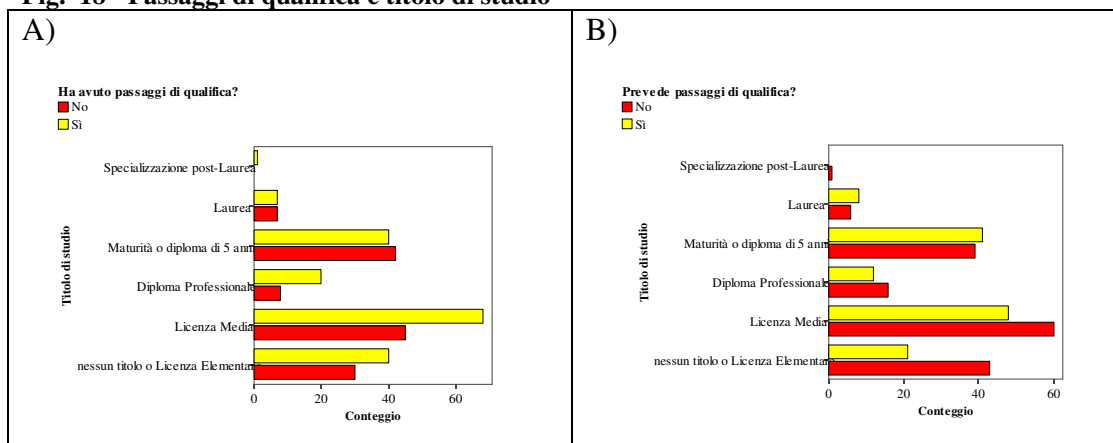 Fig. 18 - Passaggi di qualifica e titolo di studio
A)
Ha avuto passaggi di qualifica?
No
Sì
Titolo di studio
Specializzazione post-Laurea
Laurea
Maturità o diploma di 5 ann
Diploma Professionale
Licenza Media
nessun titolo o Licenza Elementare
0 20 40 60
Conteggio
B)
Prevede passaggi di qualifica?
No
Sì
Titolo di studio
Specializzazione post-Laurea
Laurea
Maturità o diploma di 5 ann
Diploma Professionale
Licenza Media
nessun titolo o Licenza Elementare
0 20 40 60
Conteggio